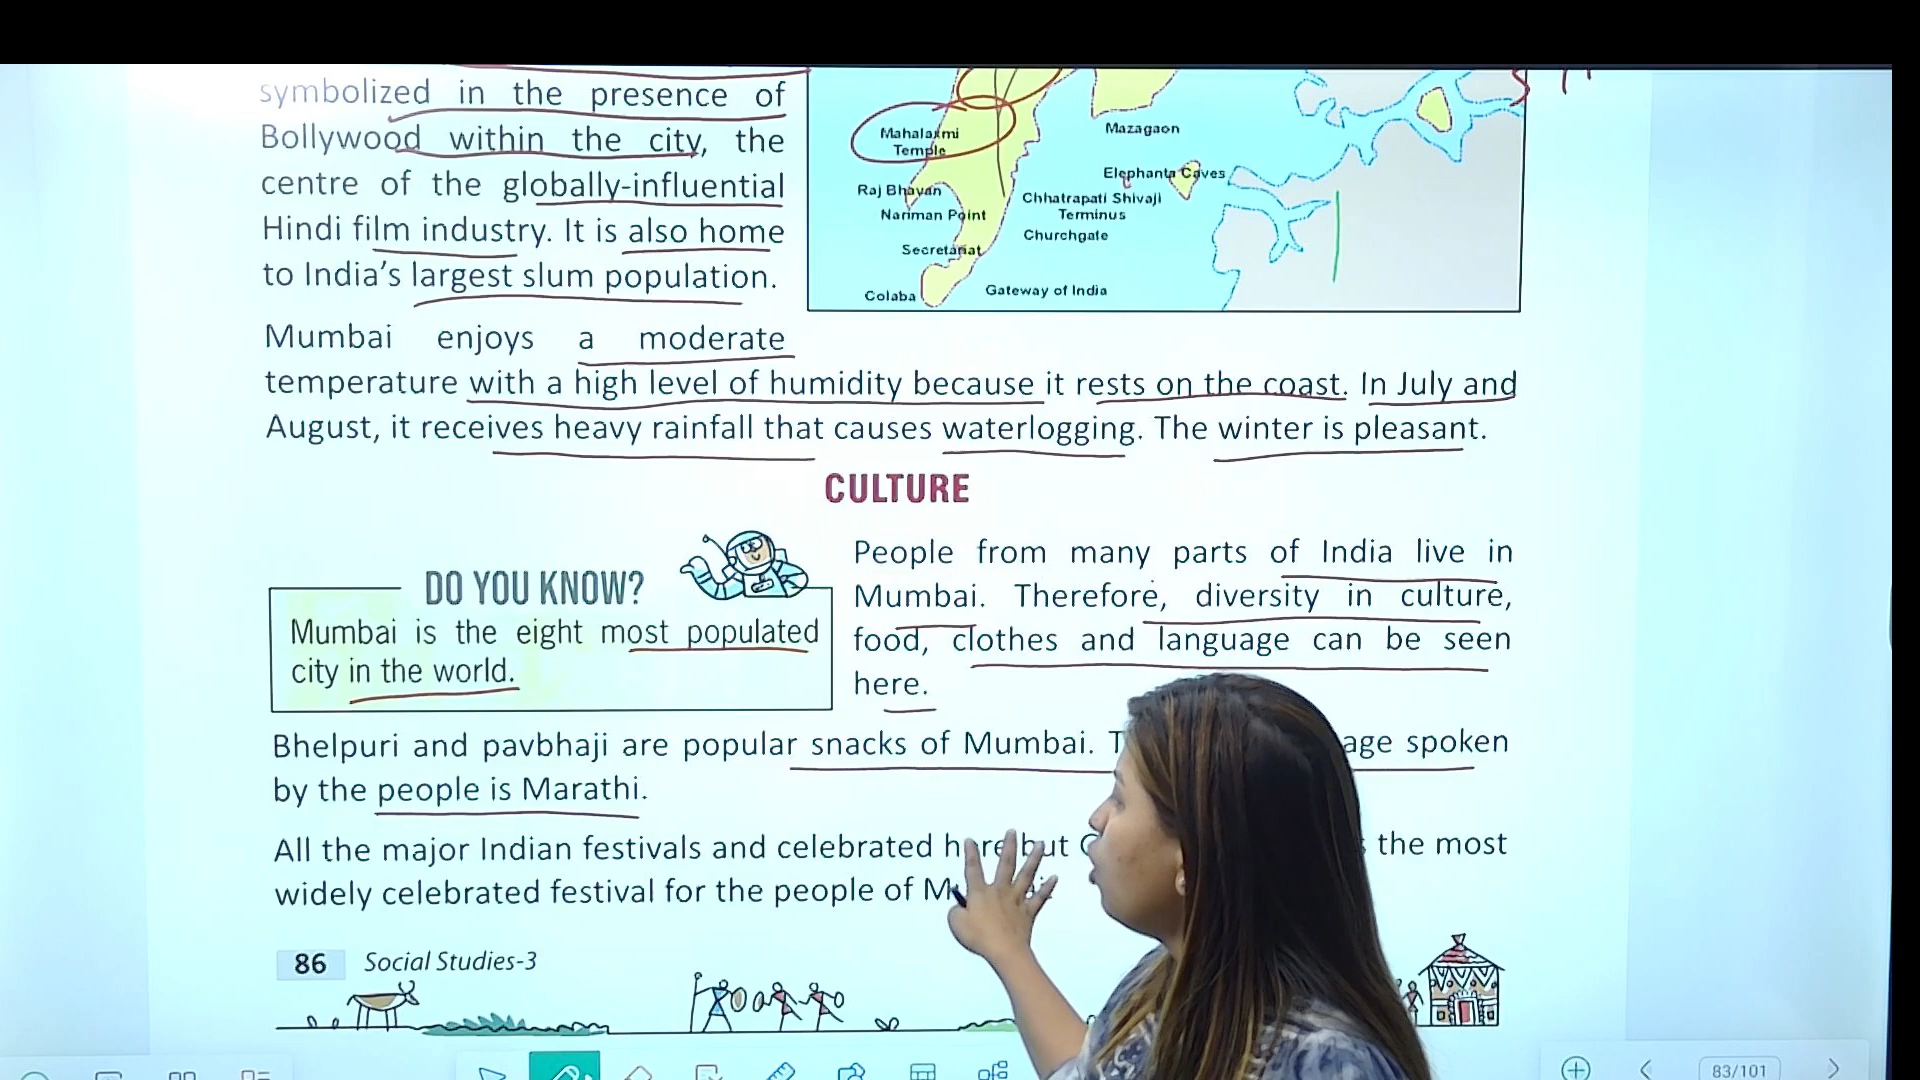 symbolized in the presence of
Bollywood within the city, the
centre of the globally-influential
Hindi film industry. It is also home
to India's largest slum population.
Mahalaxmi
Temple
Mazagaon
Elephanta Caves
Raj Bhavan
Chhatrapati Shivaji
Terminus
Nariman Point
Churchgate
Secretariat
Colaba
Gateway of India
Mumbai enjoys a moderate
temperature with a high level of humidity because it rests on the coast. In July and
August, it receives heavy rainfall that causes waterlogging. The winter is pleasant.
CULTURE
DO YOU KNOW?
Mumbai is the eight most populated
city in the world.
People from many parts of India live in
Mumbai. Therefore, diversity in culture,
food, clothes and language can be seen
here.
Bhelpuri and pavbhaji are popular snacks of Mumbai. spoken
by the people is Marathi.
All the major Indian festivals and celebrated here but the most
widely celebrated festival for the people of
86 Social Studies-3
83/101